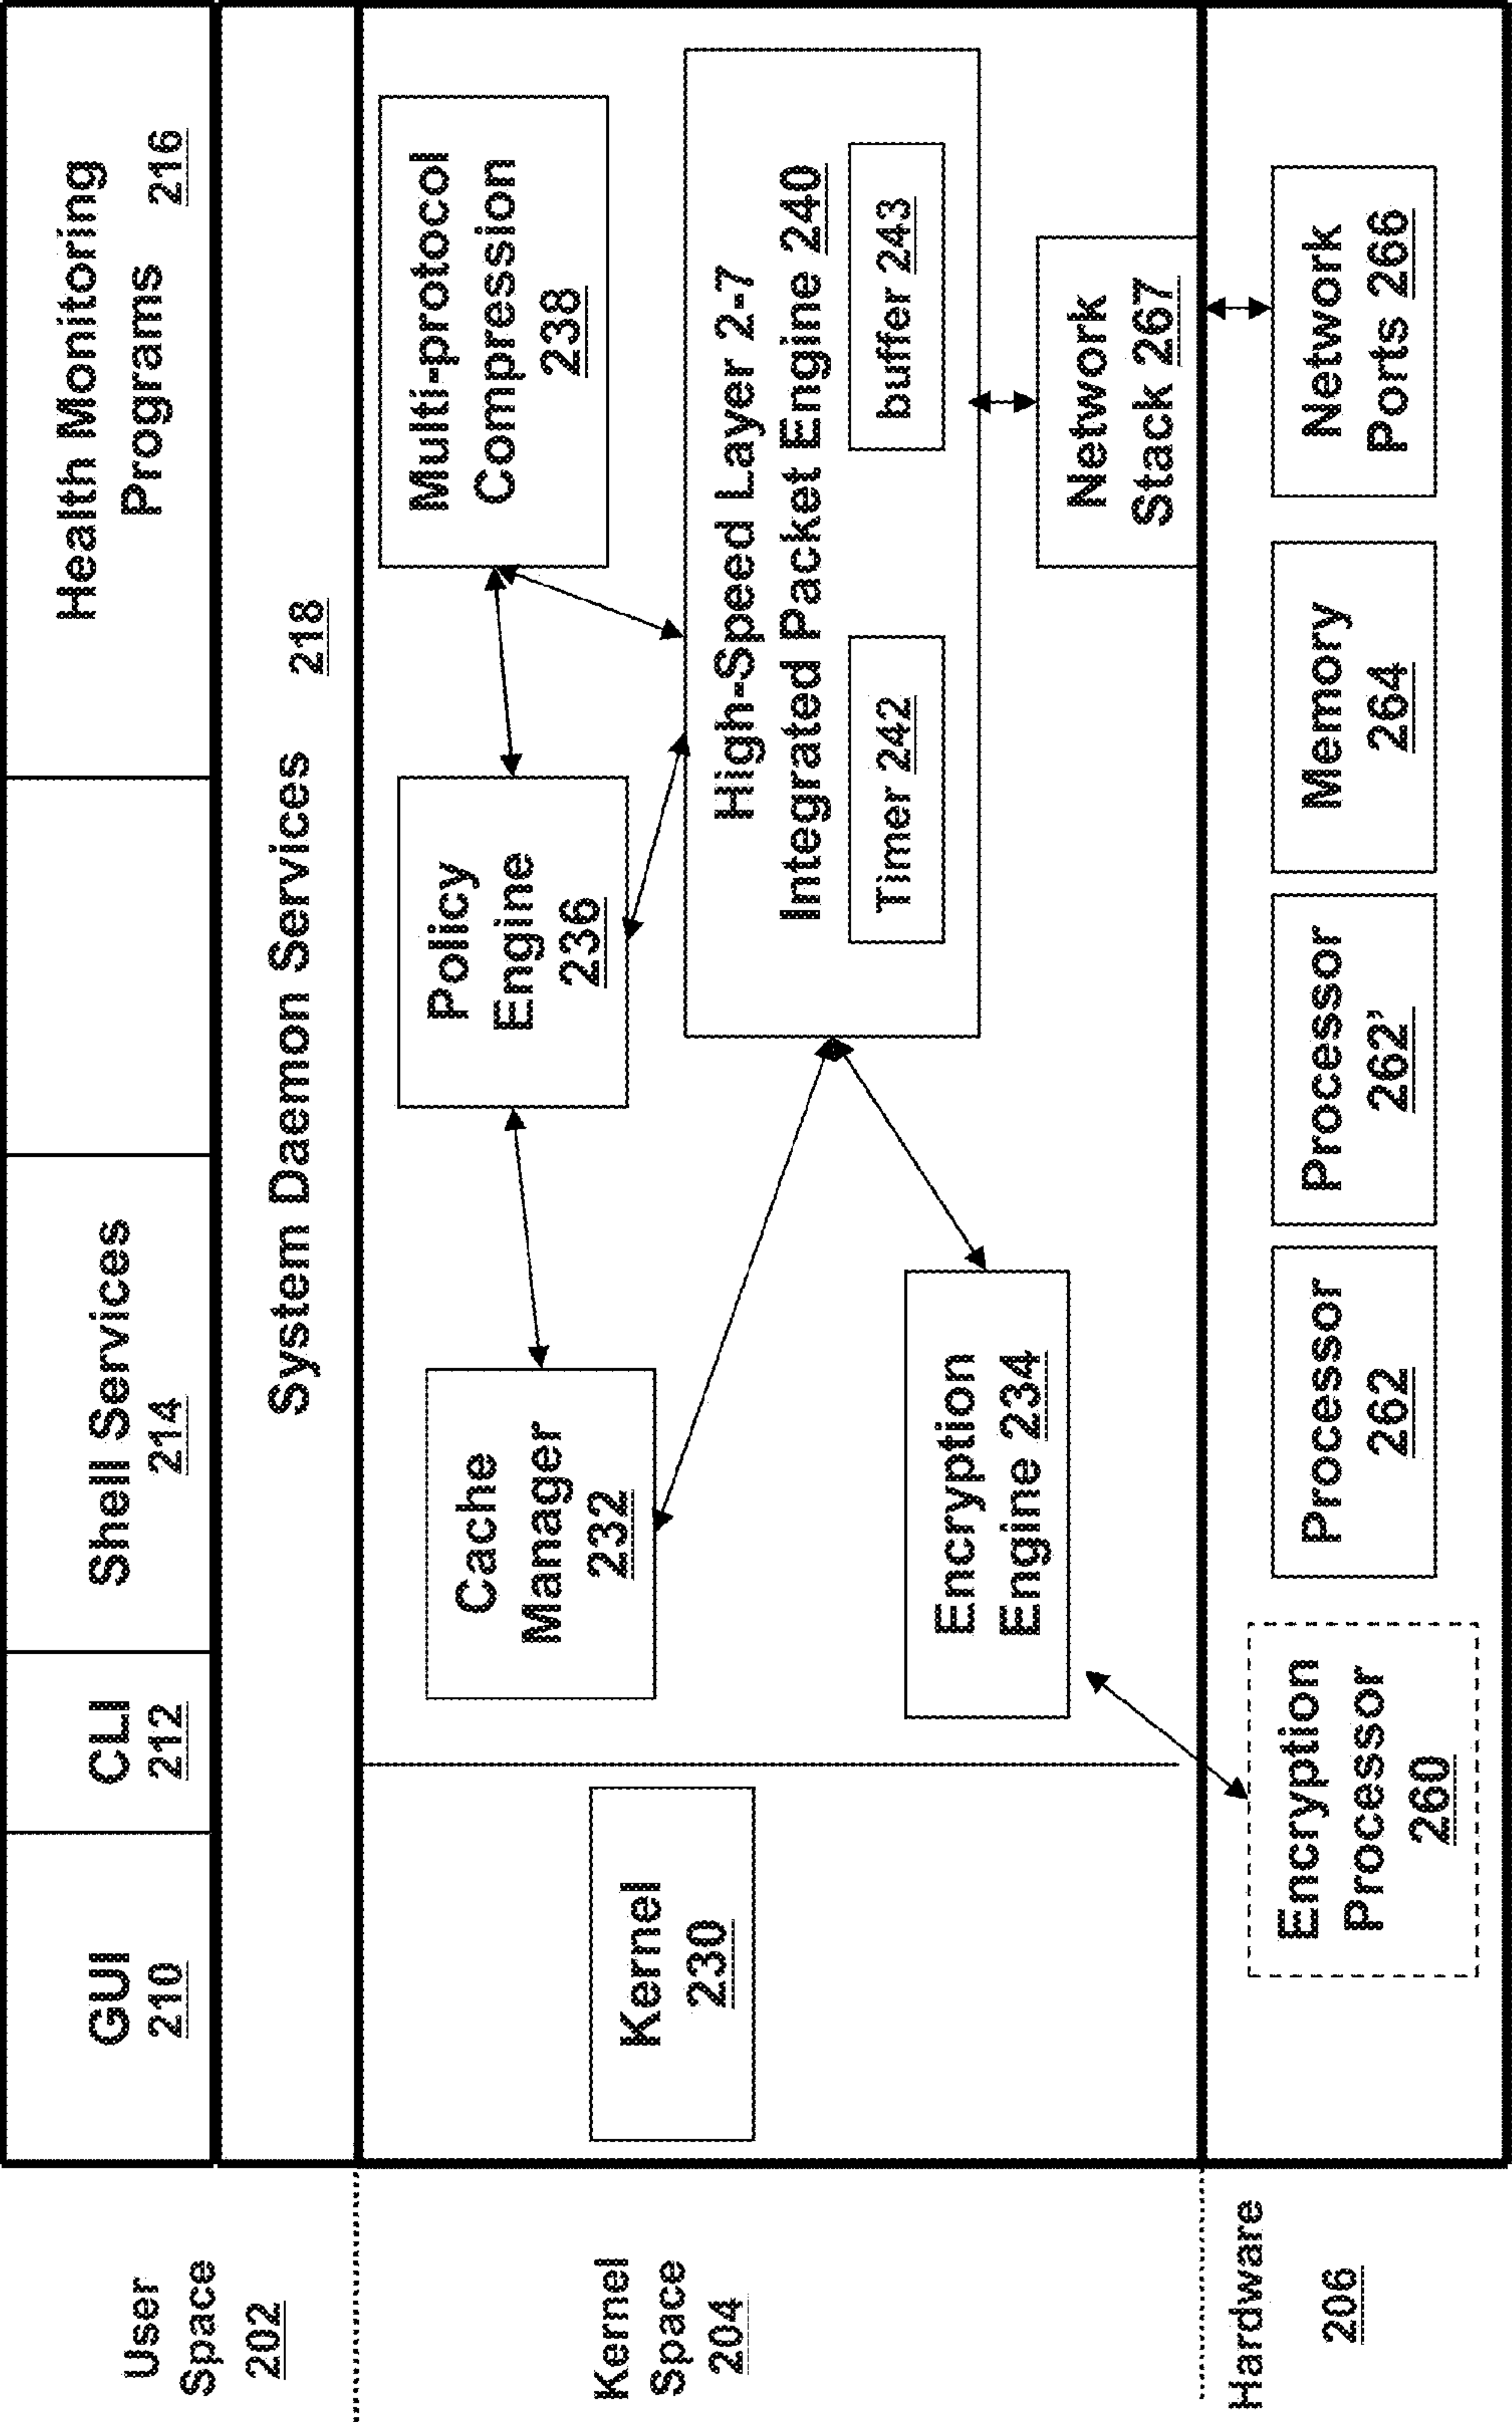 User
Space
202
GUI
210
CLI
212
Shell Services
214
Health Monitoring
Programs 216
System Daemon Services 218
Kernel
Space
204
Kernel
230
Cache
Manager
232
Policy
Engine
236
Multi-protocol
Compression
238
High-Speed Layer 2-7
Integrated Packet Engine 240
Timer 242
buffer 243
Encryption
Engine 234
Network
Stack 267
Hardware
206
Encryption
Processor
260
Processor
262
Processor
262'
Memory
264
Network
Ports 266